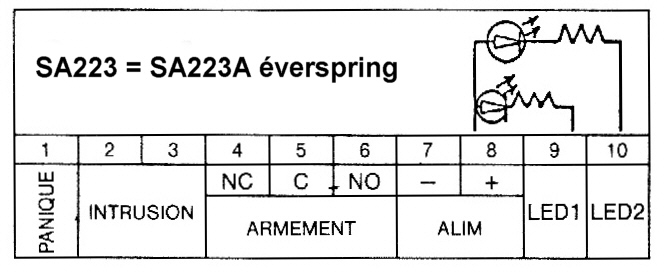 SA223 = SA223A éverspring
1 2 3 4 5 6 7 8 9 10
PANIQUE INTRUSION NC C NO − + LED1 LED2
ARMEMENT ALIM